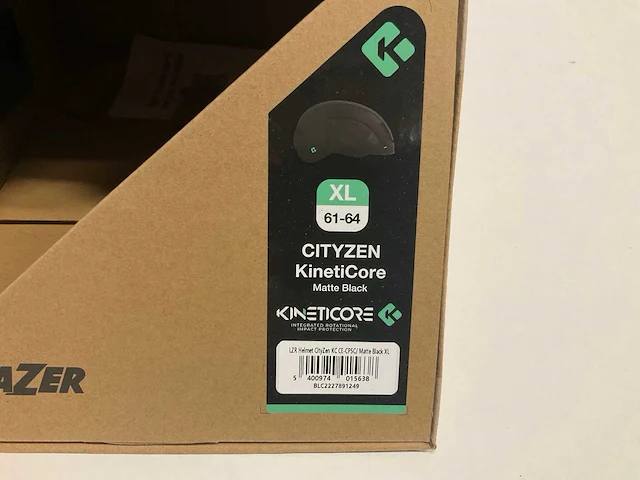 XL
61-64
CITYZEN
KinetiCore
Matte Black
KINETICORE
INTEGRATED ROTATIONAL
IMPACT PROTECTION
LZR Helmet CityZen KC CE-CPSC/ Matte Black XL
5 400974 015638
BLC2227891249
AZER